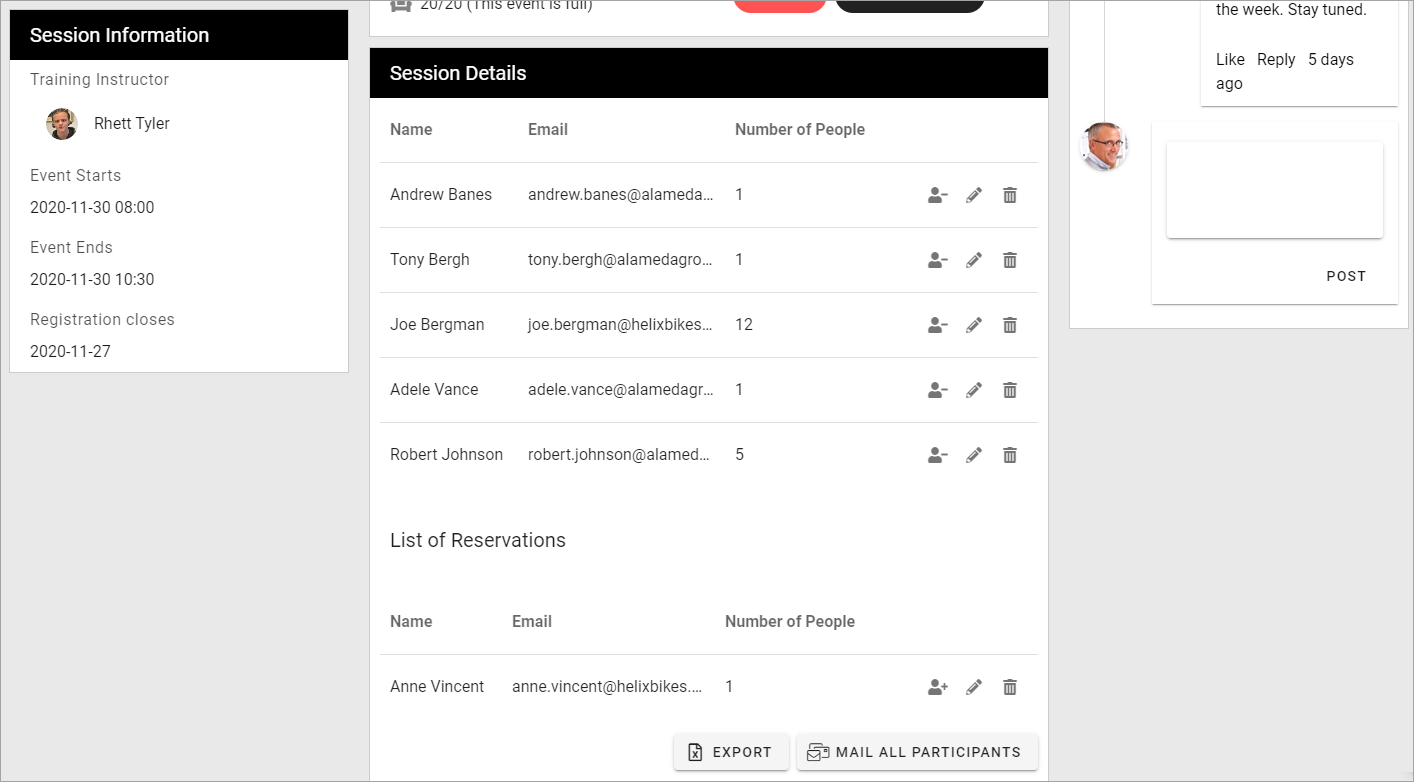 Session Information
Training Instructor
Rhett Tyler
Event Starts
2020-11-30 08:00
Event Ends
2020-11-30 10:30
Registration closes
2020-11-27
20/20 (This event is full)
Session Details
Name Email Number of People
Andrew Banes andrew.banes@alameda... 1
Tony Bergh tony.bergh@alamedagro... 1
Joe Bergman joe.bergman@helixbikes... 12
Adele Vance adele.vance@alamedagr... 1
Robert Johnson robert.johnson@alamed... 5
List of Reservations
Name Email Number of People
Anne Vincent anne.vincent@helixbikes.... 1
EXPORT MAIL ALL PARTICIPANTS
the week. Stay tuned.
Like Reply 5 days
ago
POST